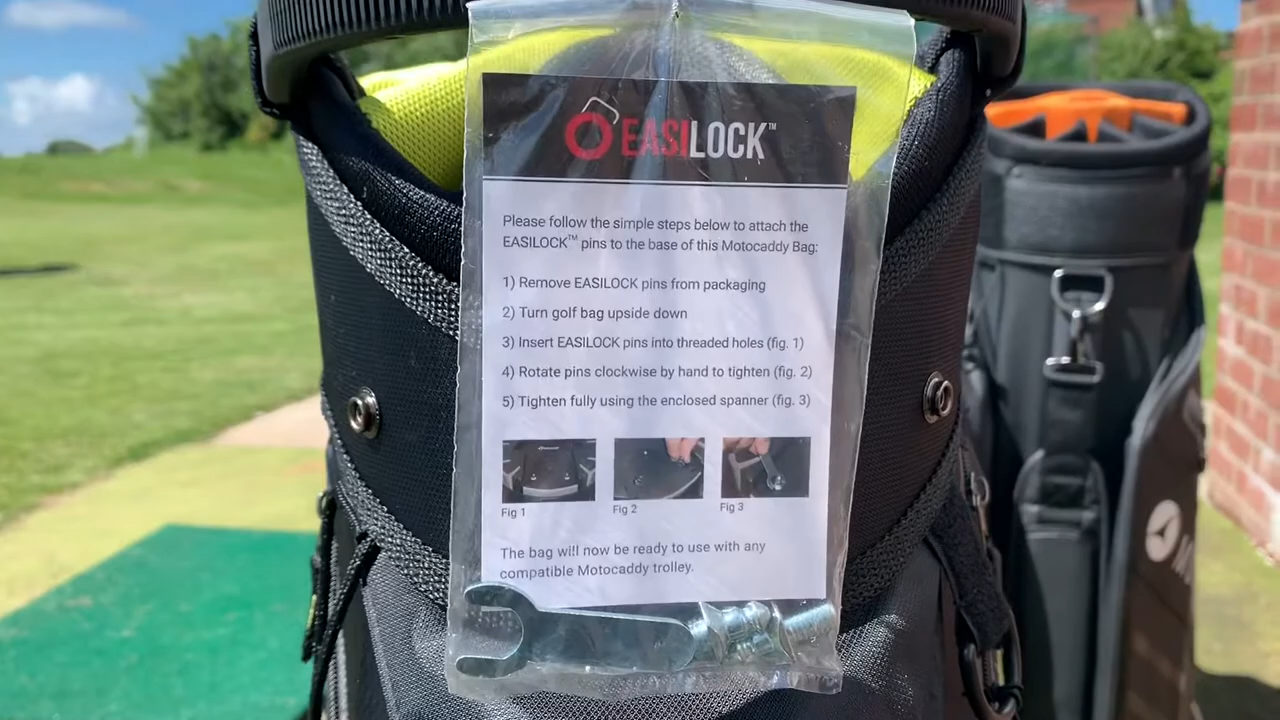 EASILOCK™
Please follow the simple steps below to attach the
EASILOCK™ pins to the base of this Motocaddy Bag:
1) Remove EASILOCK pins from packaging
2) Turn golf bag upside down
3) Insert EASILOCK pins into threaded holes (fig. 1)
4) Rotate pins clockwise by hand to tighten (fig. 2)
5) Tighten fully using the enclosed spanner (fig. 3)
Fig 1
Fig 2
Fig 3
The bag will now be ready to use with any
compatible Motocaddy trolley.